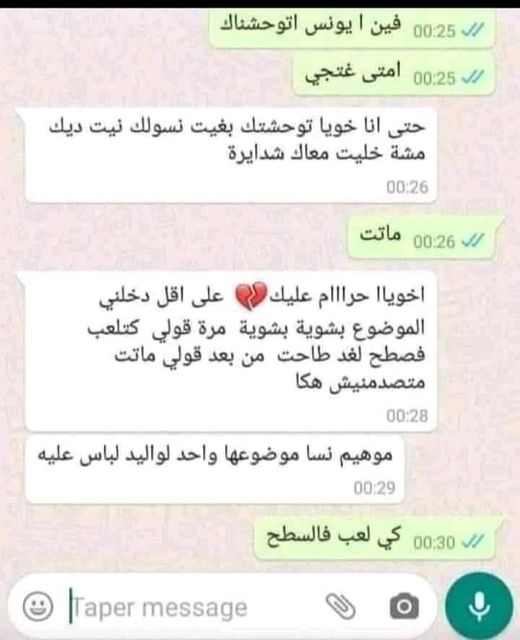 فين ا يونس اتوحشناك
00:25
امتى غتجي
00:25
حتى انا خويا توحشتك بغيت نسولك نيت ديك
مشة خليت معاك شدايرة
00:26
ماتت
00:26
اخوياا حرااام عليك💔 على اقل دخلني
الموضوع بشوية بشوية مرة قولي كتلعب
فصطح لغد طاحت من بعد قولي ماتت
متصدمنيش هكا
00:28
موهيم نسا موضوعها واحد لواليد لباس عليه
00:29
كي لعب فالسطح
00:30
Taper message